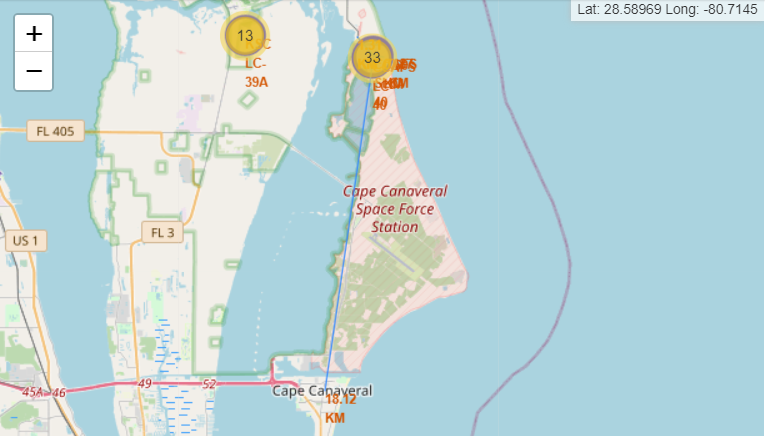 Lat: 28.58969 Long: -80.7145
+
−
13
LC-
39A
33
40
KM
FL 405
Cape Canaveral
Space Force
Station
FL 3
US 1
45A
46
49
52
Cape Canaveral
18.12
KM